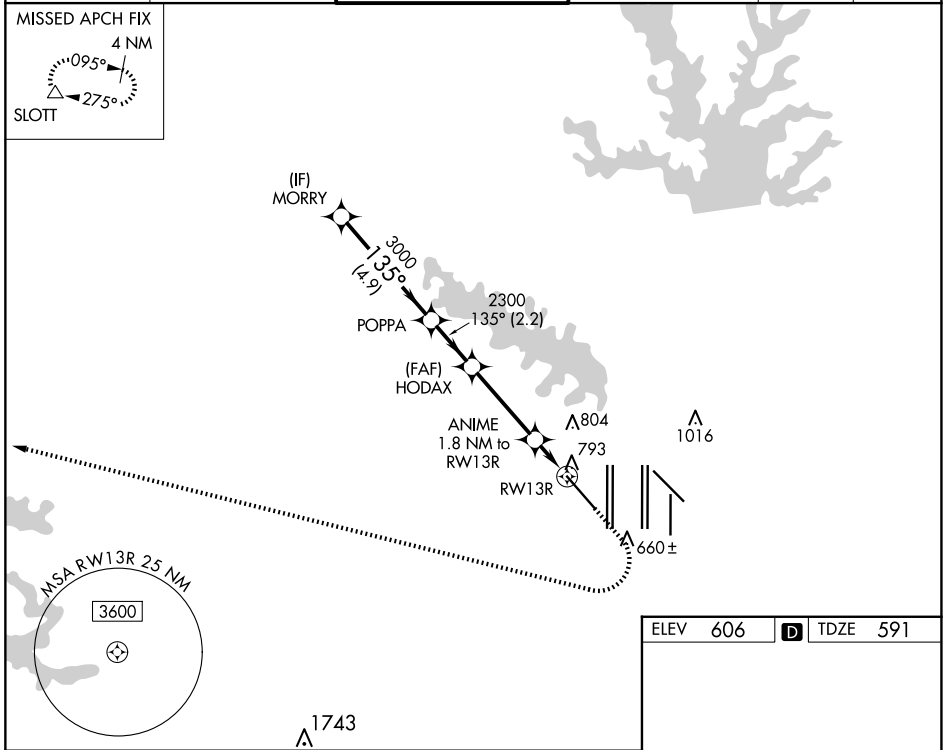 MISSED APCH FIX
4 NM
095°
275°
SLOTT
(IF)
MORRY
3000
135°
(4.9)
2300
135° (2.2)
POPPA
(FAF)
HODAX
ANIME
1.8 NM to
RW13R
804
793
1016
RW13R
660±
MSA RW13R 25 NM
3600
ELEV 606 D TDZE 591
1743